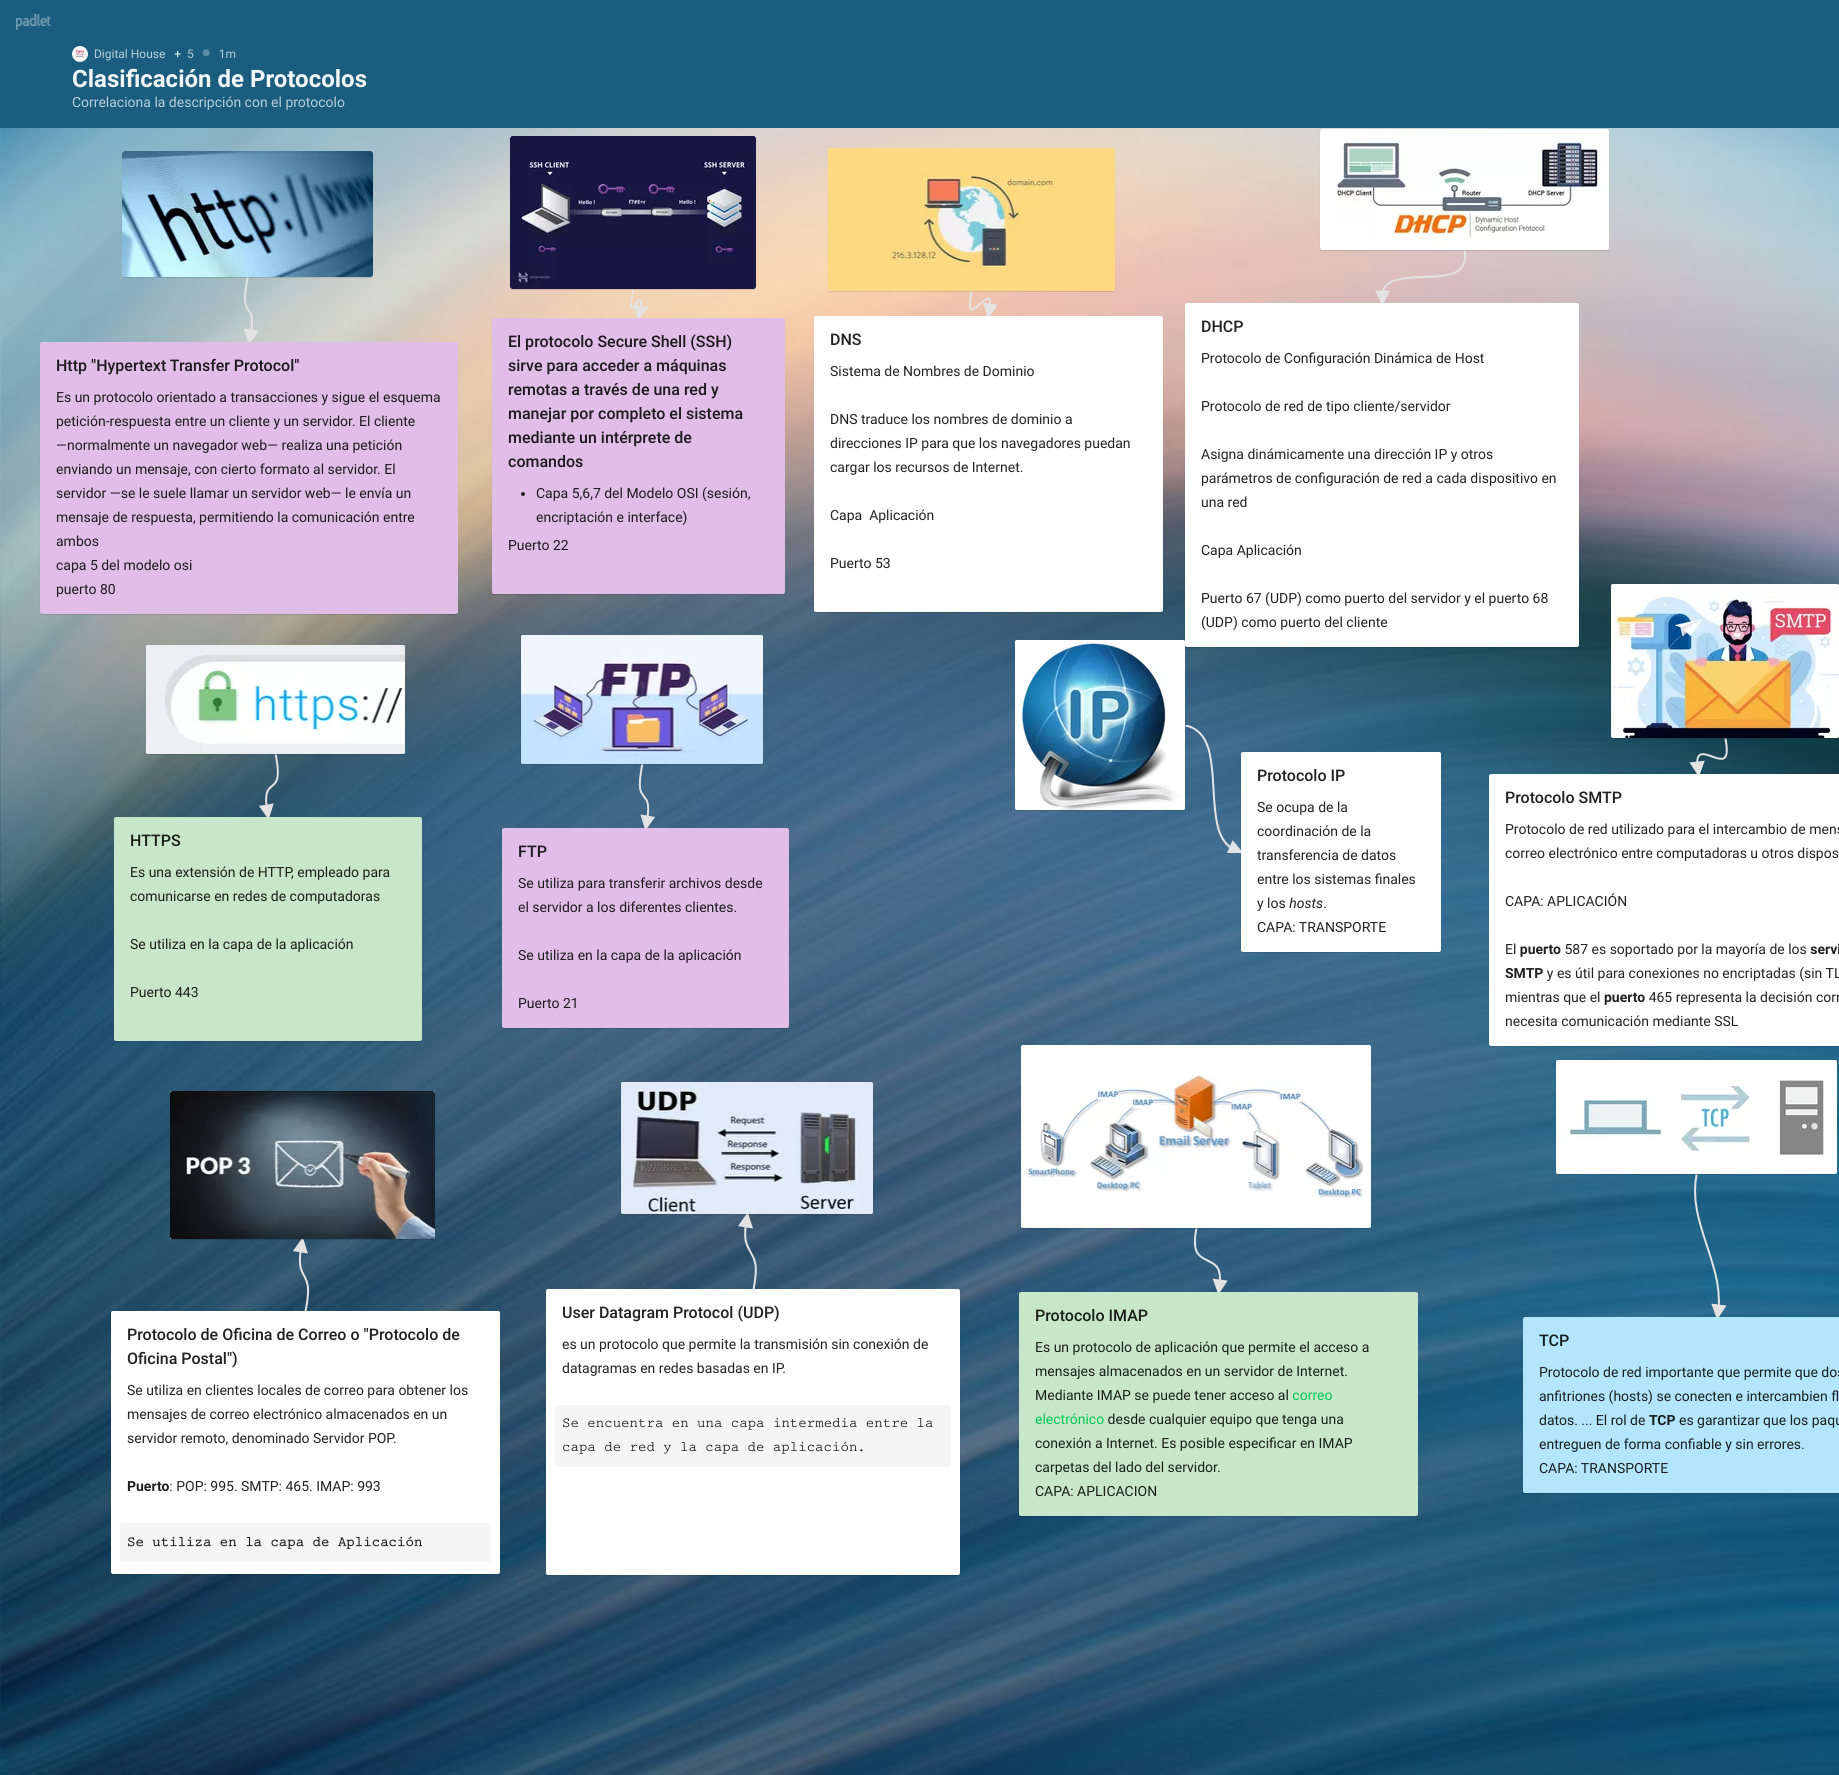 padlet
Digital House + 5 1m
Clasificación de Protocolos
Correlaciona la descripción con el protocolo
http://www
Http "Hypertext Transfer Protocol"
Es un protocolo orientado a transacciones y sigue el esquema
petición-respuesta entre un cliente y un servidor. El cliente
—normalmente un navegador web— realiza una petición
enviando un mensaje, con cierto formato al servidor. El
servidor —se le suele llamar un servidor web— le envía un
mensaje de respuesta, permitiendo la comunicación entre
ambos
capa 5 del modelo osi
puerto 80
SSH CLIENT
SSH SERVER
Hello !
Hello !
El protocolo Secure Shell (SSH)
sirve para acceder a máquinas
remotas a través de una red y
manejar por completo el sistema
mediante un intérprete de
comandos
• Capa 5,6,7 del Modelo OSI (sesión,
encriptación e interface)
Puerto 22
domain.com
216.3.128.12
DNS
Sistema de Nombres de Dominio
DNS traduce los nombres de dominio a
direcciones IP para que los navegadores puedan
cargar los recursos de Internet.
Capa Aplicación
Puerto 53
DHCP Client
Router
DHCP Server
DHCP
Dynamic Host
Configuration Protocol
DHCP
Protocolo de Configuración Dinámica de Host
Protocolo de red de tipo cliente/servidor
Asigna dinámicamente una dirección IP y otros
parámetros de configuración de red a cada dispositivo en
una red
Capa Aplicación
Puerto 67 (UDP) como puerto del servidor y el puerto 68
(UDP) como puerto del cliente
https://
HTTPS
Es una extensión de HTTP, empleado para
comunicarse en redes de computadoras
Se utiliza en la capa de la aplicación
Puerto 443
FTP
FTP
Se utiliza para transferir archivos desde
el servidor a los diferentes clientes.
Se utiliza en la capa de la aplicación
Puerto 21
IP
Protocolo IP
Se ocupa de la
coordinación de la
transferencia de datos
entre los sistemas finales
y los hosts.
CAPA: TRANSPORTE
SMTP
Protocolo SMTP
Protocolo de red utilizado para el intercambio de mens
correo electrónico entre computadoras u otros dispos
CAPA: APLICACIÓN
El puerto 587 es soportado por la mayoría de los servi
SMTP y es útil para conexiones no encriptadas (sin TL
mientras que el puerto 465 representa la decisión corr
necesita comunicación mediante SSL
POP 3
Protocolo de Oficina de Correo o "Protocolo de
Oficina Postal")
Se utiliza en clientes locales de correo para obtener los
mensajes de correo electrónico almacenados en un
servidor remoto, denominado Servidor POP.
Puerto: POP: 995. SMTP: 465. IMAP: 993
Se utiliza en la capa de Aplicación
UDP
Request
Response
Response
Client
Server
User Datagram Protocol (UDP)
es un protocolo que permite la transmisión sin conexión de
datagramas en redes basadas en IP.
Se encuentra en una capa intermedia entre la
capa de red y la capa de aplicación.
IMAP
IMAP
IMAP
IMAP
Email Server
SmartPhone
Desktop PC
Tablet
Desktop PC
Protocolo IMAP
Es un protocolo de aplicación que permite el acceso a
mensajes almacenados en un servidor de Internet.
Mediante IMAP se puede tener acceso al correo
electrónico desde cualquier equipo que tenga una
conexión a Internet. Es posible especificar en IMAP
carpetas del lado del servidor.
CAPA: APLICACION
TCP
TCP
Protocolo de red importante que permite que dos
anfitriones (hosts) se conecten e intercambien fl
datos. ... El rol de TCP es garantizar que los paqu
entreguen de forma confiable y sin errores.
CAPA: TRANSPORTE